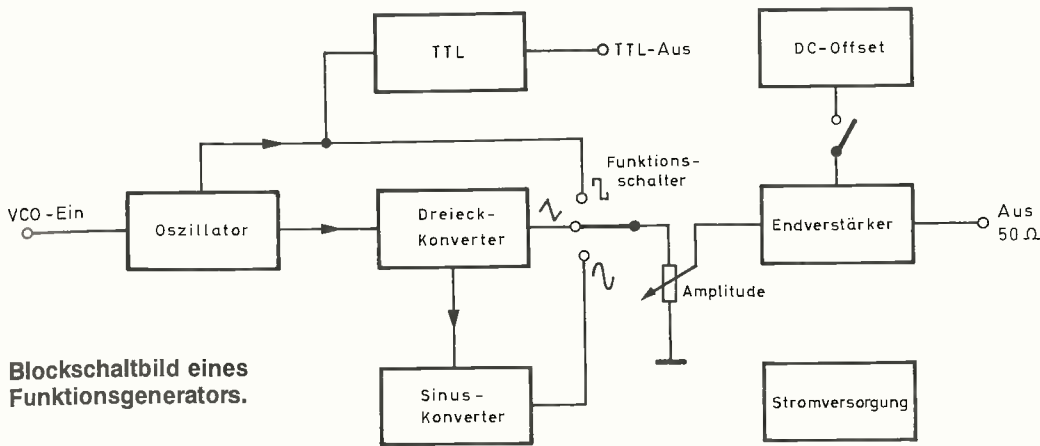 TTL
TTL-Aus
DC-Offset
Funktions-
schalter
VCO-Ein
Oszillator
Dreieck-
Konverter
Endverstärker
Aus
50 Ω
Amplitude
Blockschaltbild eines
Funktionsgenerators.
Sinus-
Konverter
Stromversorgung